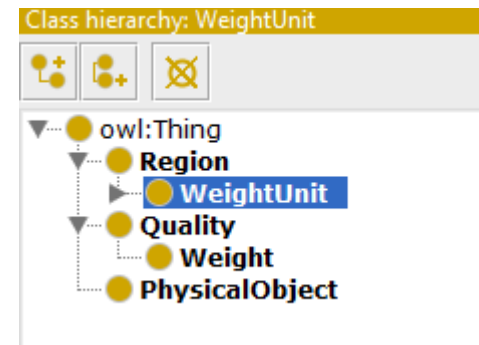 Class hierarchy: WeightUnit
owl:Thing
Region
WeightUnit
Quality
Weight
PhysicalObject